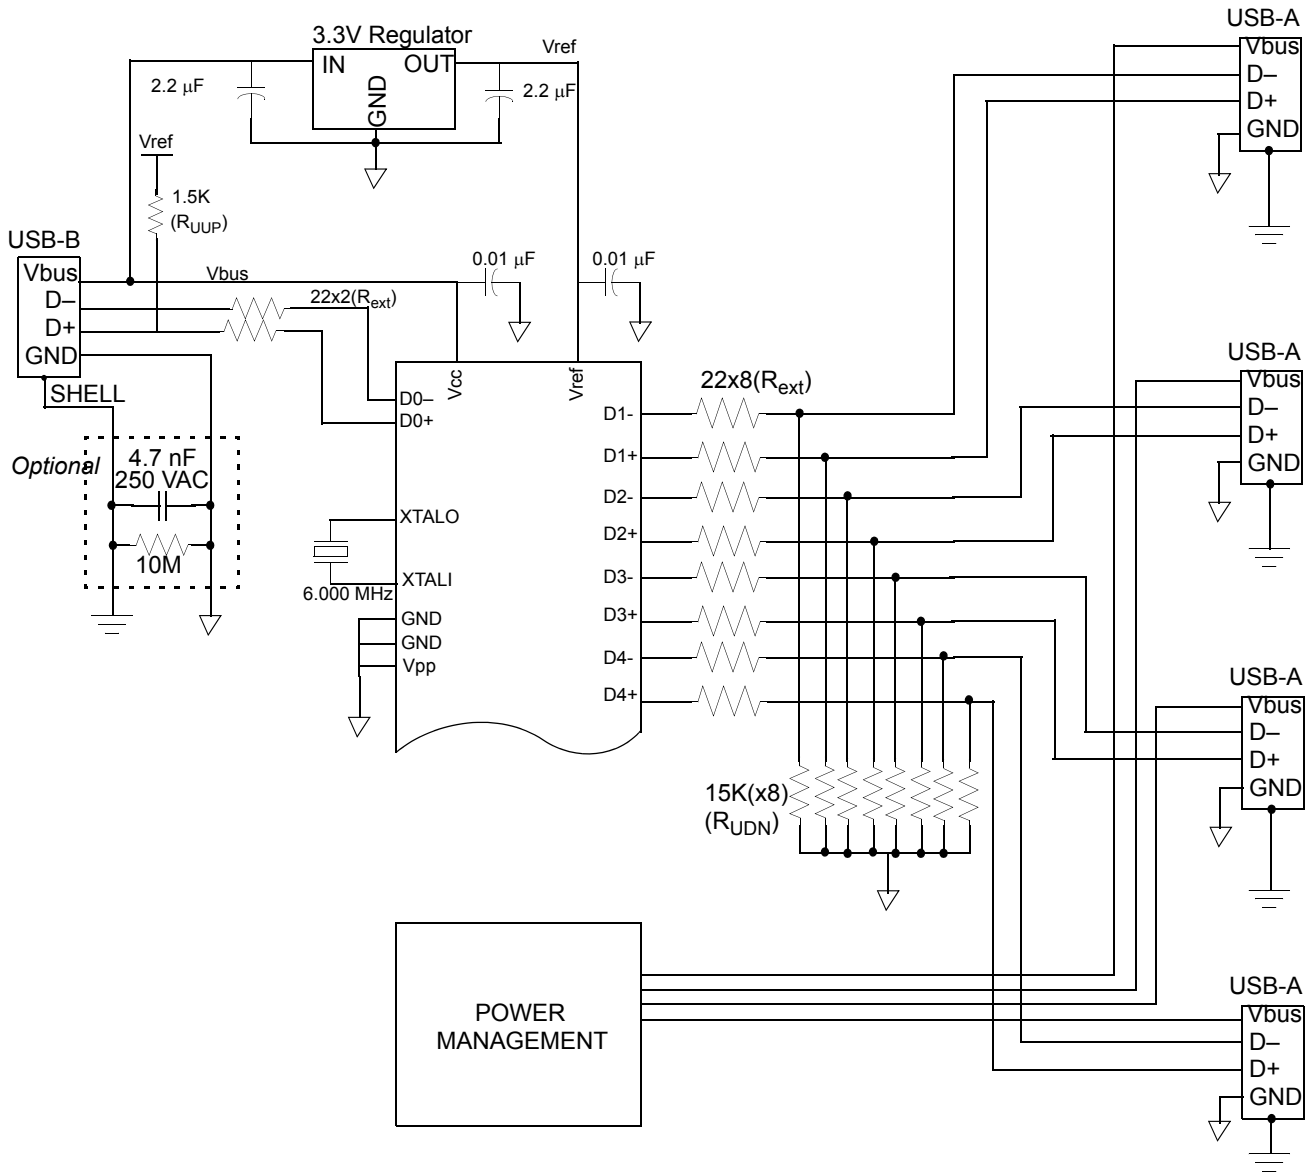 USB-A
3.3V Regulator
Vref
Vbus
IN
OUT
D–
2.2 µF
GND
2.2 µF
D+
GND
Vref
1.5K
(RUUP)
USB-B
Vbus
Vbus
0.01 µF
0.01 µF
D–
22x2(Rext)
D+
GND
SHELL
Vcc
Vref
D0–
D0+
22x8(Rext)
D1-
D1+
D2-
D2+
D3-
D3+
D4-
D4+
USB-A
Vbus
D–
D+
GND
Optional
4.7 nF
250 VAC
10M
XTALO
XTALI
6.000 MHz
GND
GND
Vpp
USB-A
Vbus
D–
D+
GND
15K(x8)
(RUDN)
POWER
MANAGEMENT
USB-A
Vbus
D–
D+
GND